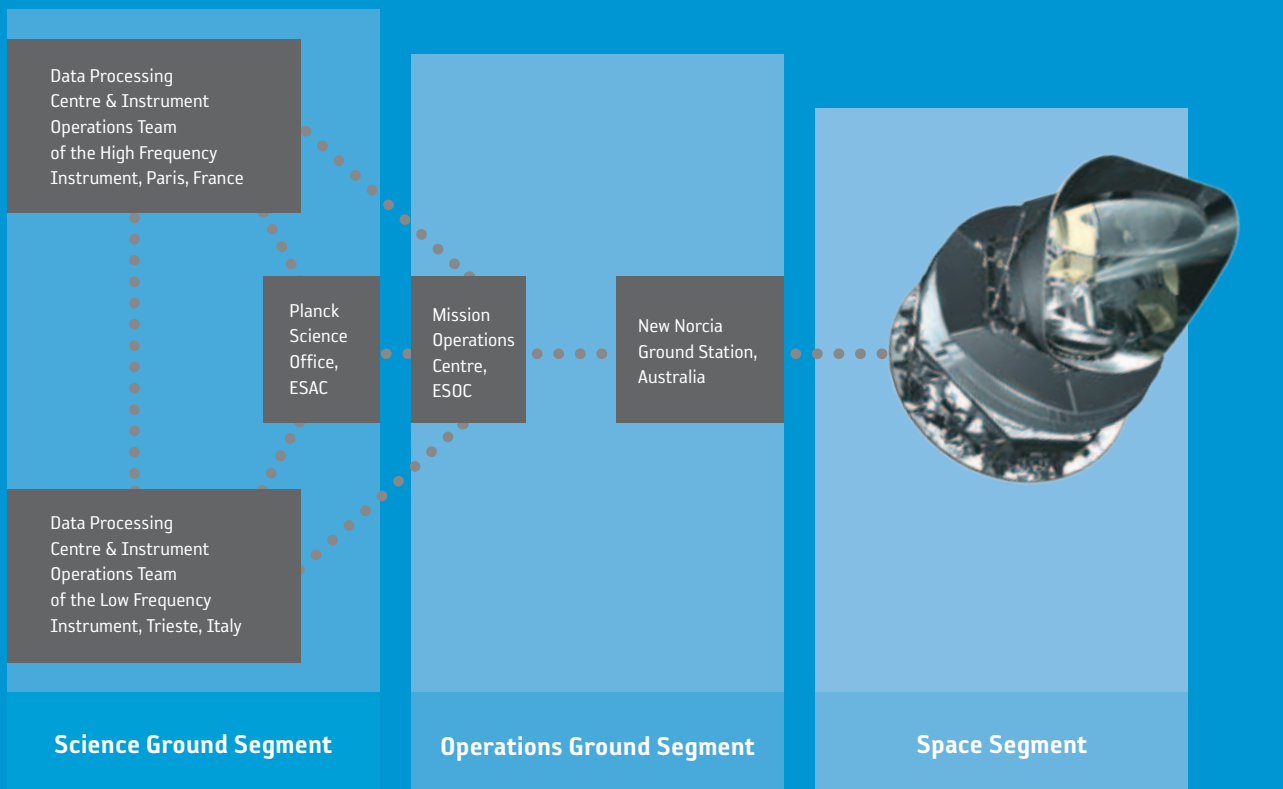 Data Processing
Centre & Instrument
Operations Team
of the High Frequency
Instrument, Paris, France
Planck
Science
Office,
ESAC
Mission
Operations
Centre,
ESOC
New Norcia
Ground Station,
Australia
Data Processing
Centre & Instrument
Operations Team
of the Low Frequency
Instrument, Trieste, Italy
Science Ground Segment
Operations Ground Segment
Space Segment